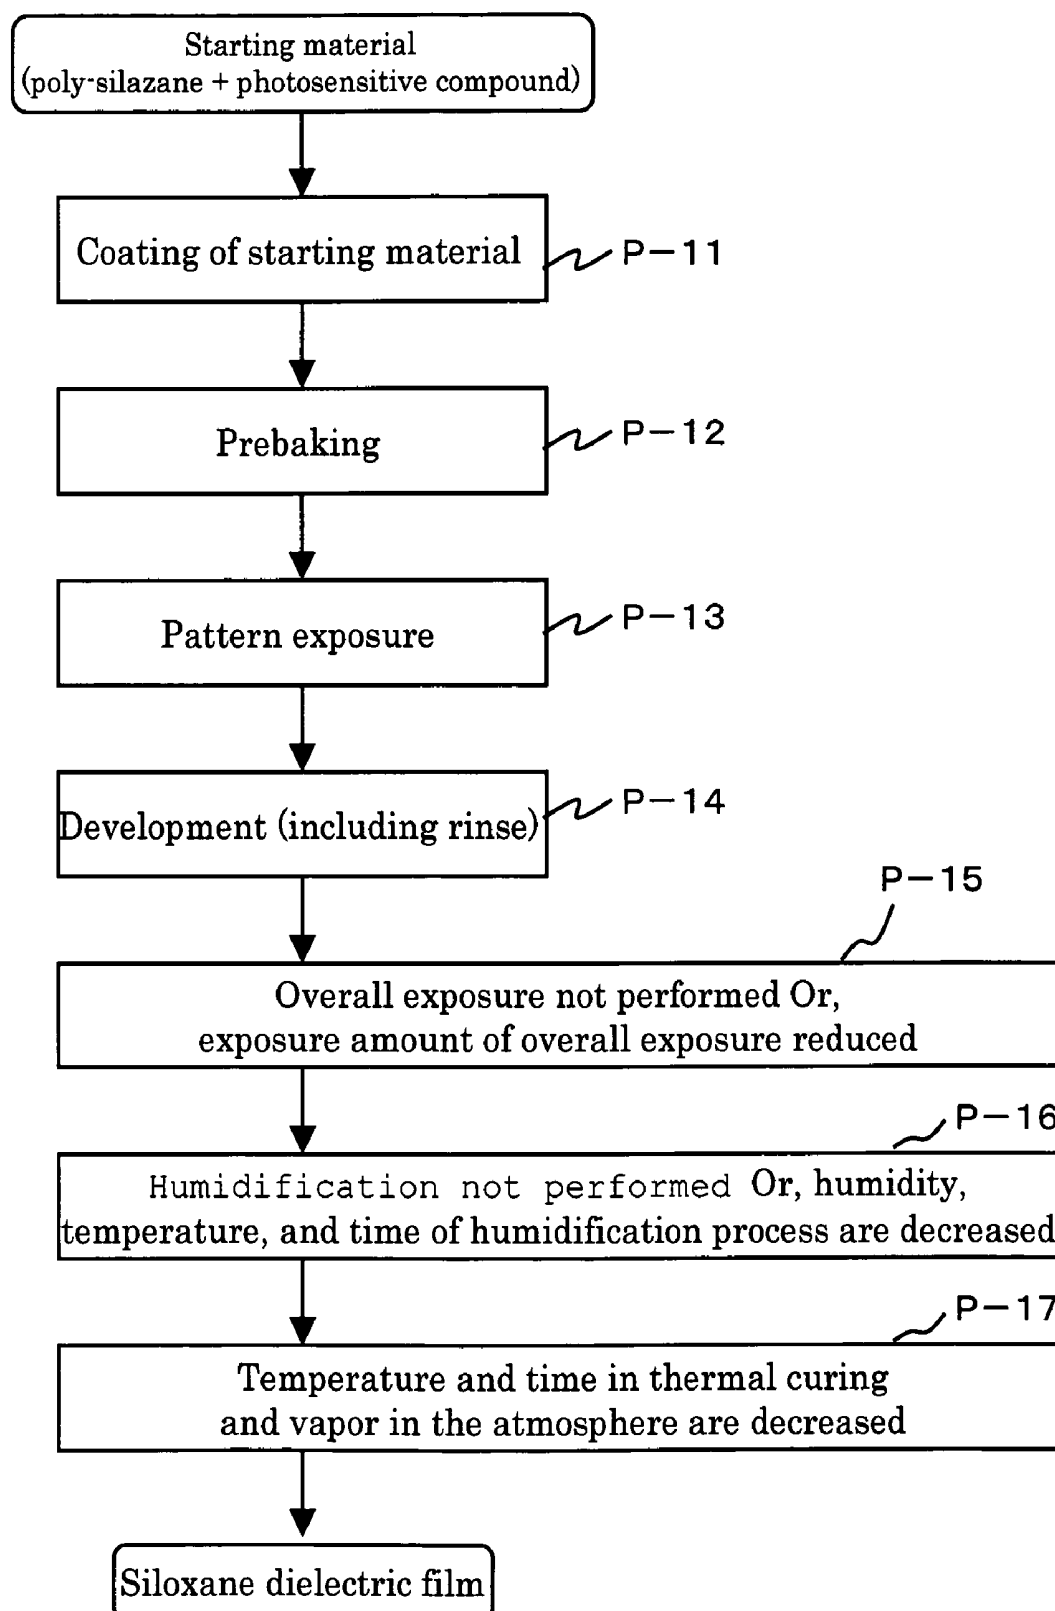 Starting material
(poly-silazane + photosensitive compound)
Coating of starting material
P-11
Prebaking
P-12
Pattern exposure
P-13
Development (including rinse)
P-14
P-15
Overall exposure not performed Or,
exposure amount of overall exposure reduced
P-16
Humidification not performed Or, humidity,
temperature, and time of humidification process are decreased
P-17
Temperature and time in thermal curing
and vapor in the atmosphere are decreased
Siloxane dielectric film